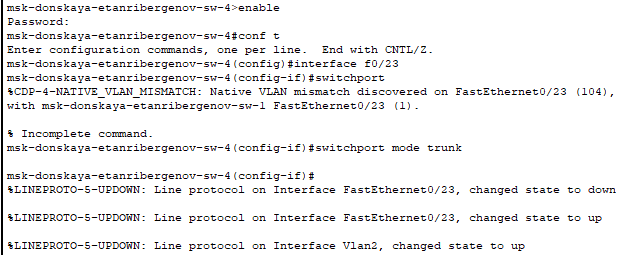 msk-donskaya-etanribergenov-sw-4>enable
Password:
msk-donskaya-etanribergenov-sw-4#conf t
Enter configuration commands, one per line.  End with CNTL/Z.
msk-donskaya-etanribergenov-sw-4(config)#interface f0/23
msk-donskaya-etanribergenov-sw-4(config-if)#switchport
%CDP-4-NATIVE_VLAN_MISMATCH: Native VLAN mismatch discovered on FastEthernet0/23 (104),
with msk-donskaya-etanribergenov-sw-1 FastEthernet0/23 (1).
% Incomplete command.
msk-donskaya-etanribergenov-sw-4(config-if)#switchport mode trunk
msk-donskaya-etanribergenov-sw-4(config-if)#
%LINEPROTO-5-UPDOWN: Line protocol on Interface FastEthernet0/23, changed state to down
%LINEPROTO-5-UPDOWN: Line protocol on Interface FastEthernet0/23, changed state to up
%LINEPROTO-5-UPDOWN: Line protocol on Interface Vlan2, changed state to up